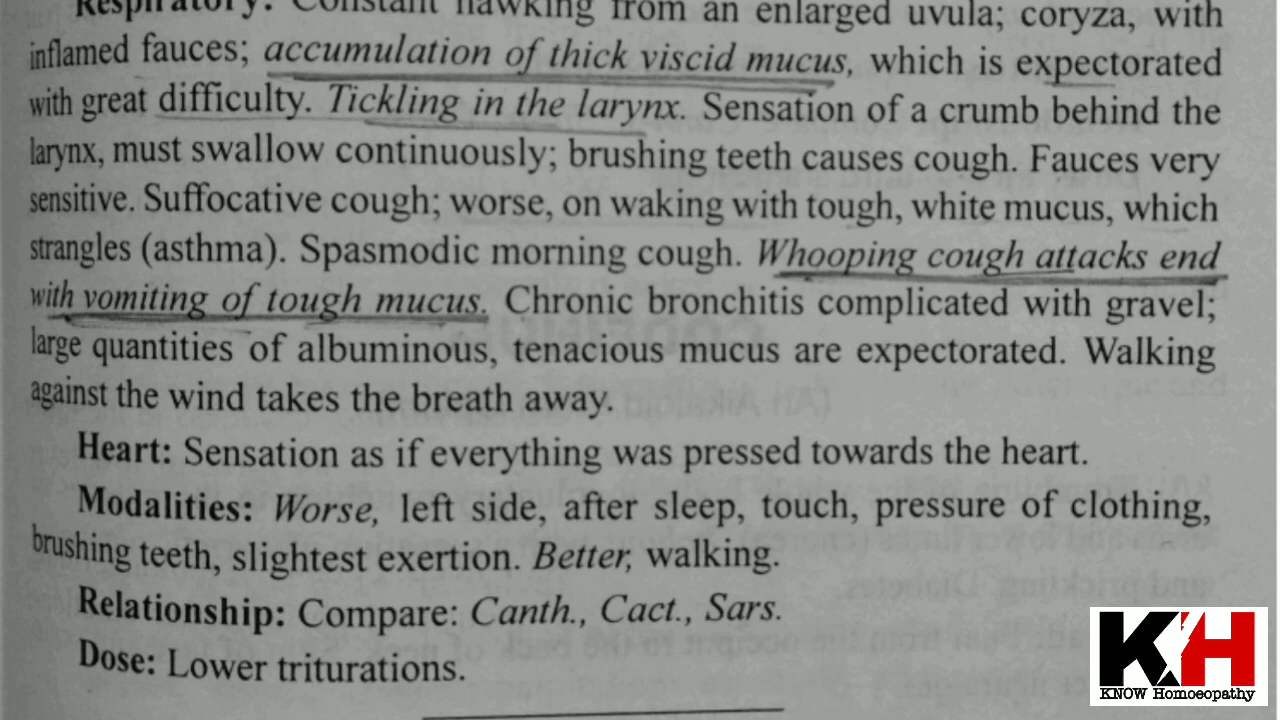 Respiratory: Constant hawking from an enlarged uvula; coryza, with
inflamed fauces; accumulation of thick viscid mucus, which is expectorated
with great difficulty. Tickling in the larynx. Sensation of a crumb behind the
larynx, must swallow continuously; brushing teeth causes cough. Fauces very
sensitive. Suffocative cough; worse, on waking with tough, white mucus, which
strangles (asthma). Spasmodic morning cough. Whooping cough attacks end
with vomiting of tough mucus. Chronic bronchitis complicated with gravel;
large quantities of albuminous, tenacious mucus are expectorated. Walking
against the wind takes the breath away.
Heart: Sensation as if everything was pressed towards the heart.
Modalities: Worse, left side, after sleep, touch, pressure of clothing,
brushing teeth, slightest exertion. Better, walking.
Relationship: Compare: Canth., Cact., Sars.
Dose: Lower triturations.
KH
KNOW Homoeopathy